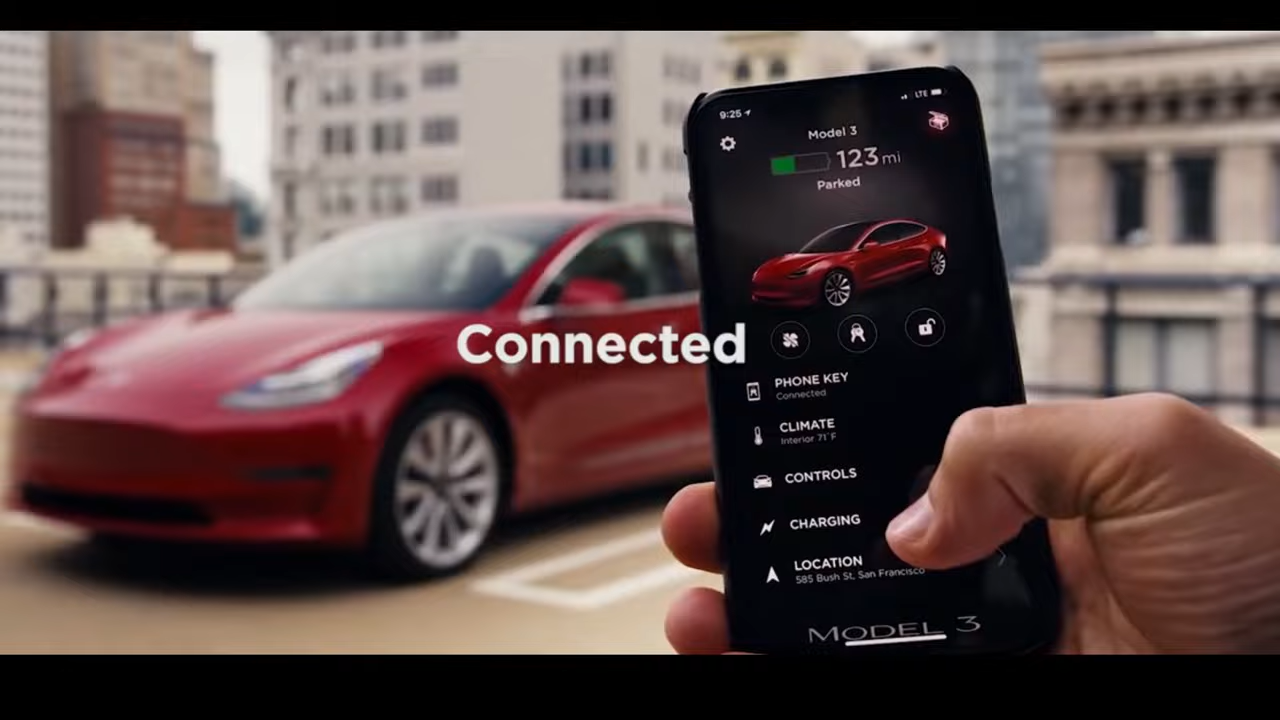 9:25
LTE
Model 3
123 mi
Parked
Connected
PHONE KEY
Connected
CLIMATE
Interior 71°F
CONTROLS
CHARGING
LOCATION
585 Bush St, San Francisco
MODEL 3